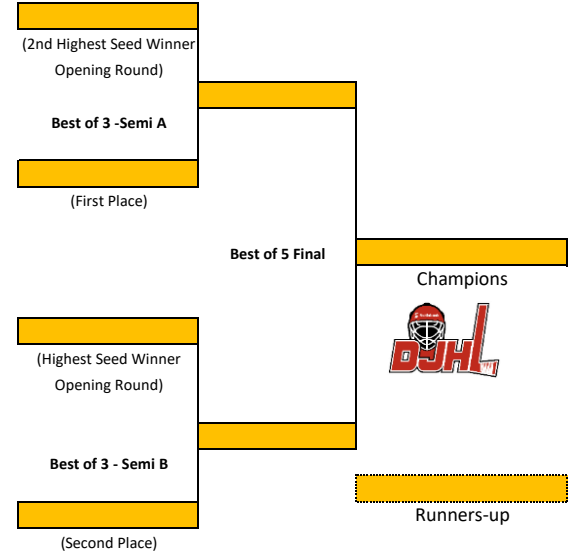 (2nd Highest Seed Winner
Opening Round)
Best of 3 -Semi A
(First Place)
Best of 5 Final
Champions
DJHL
(Highest Seed Winner
Opening Round)
Best of 3 - Semi B
(Second Place)
Runners-up